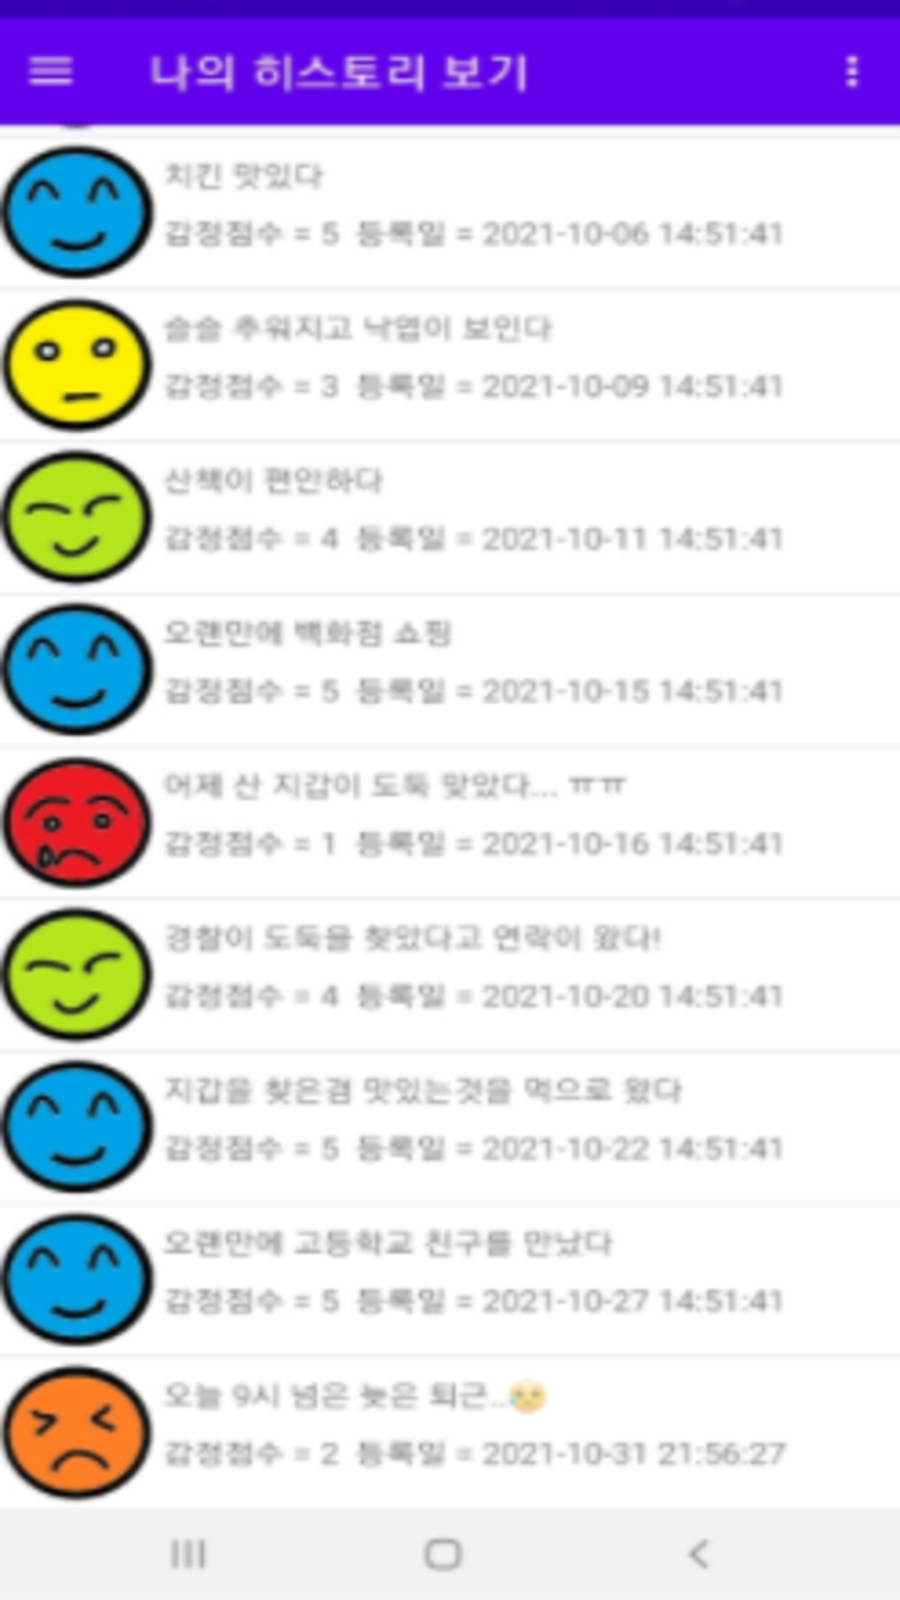 나의 히스토리 보기
치킨 맛있다
감정점수 = 5 등록일 = 2021-10-06 14:51:41
슬슬 추워지고 낙엽이 보인다
감정점수 = 3 등록일 = 2021-10-09 14:51:41
산책이 편안하다
감정점수 = 4 등록일 = 2021-10-11 14:51:41
오랜만에 백화점 쇼핑
감정점수 = 5 등록일 = 2021-10-15 14:51:41
어제 산 지갑이 도둑 맞았다... ㅠㅠ
감정점수 = 1 등록일 = 2021-10-16 14:51:41
경찰이 도둑을 찾았다고 연락이 왔다!
감정점수 = 4 등록일 = 2021-10-20 14:51:41
지갑을 찾은겸 맛있는것을 먹으로 왔다
감정점수 = 5 등록일 = 2021-10-22 14:51:41
오랜만에 고등학교 친구를 만났다
감정점수 = 5 등록일 = 2021-10-27 14:51:41
오늘 9시 넘은 늦은 퇴근..😢
감정점수 = 2 등록일 = 2021-10-31 21:56:27